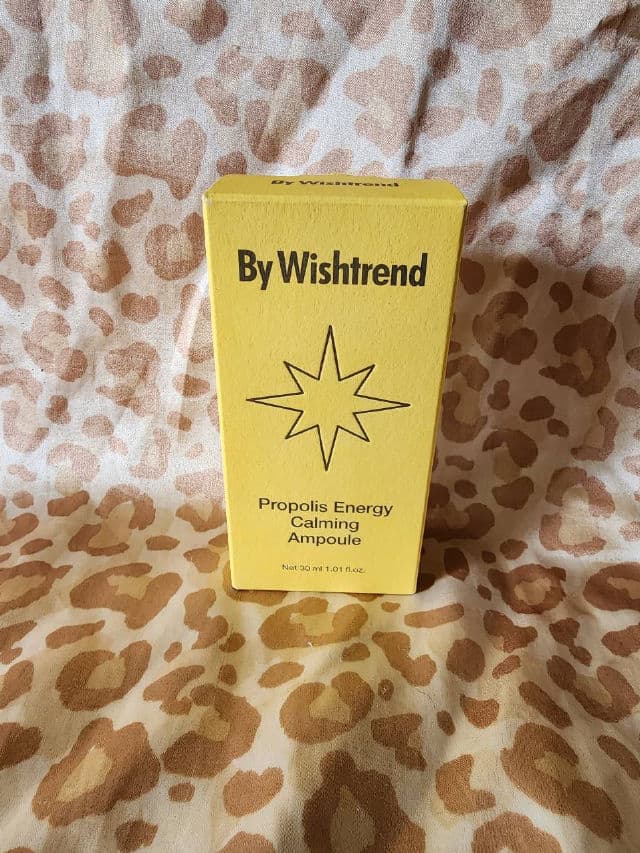 By Wishtrend
By Wishtrend
Propolis Energy
Calming
Ampoule
Net 30 ml 1.01 fl.oz.